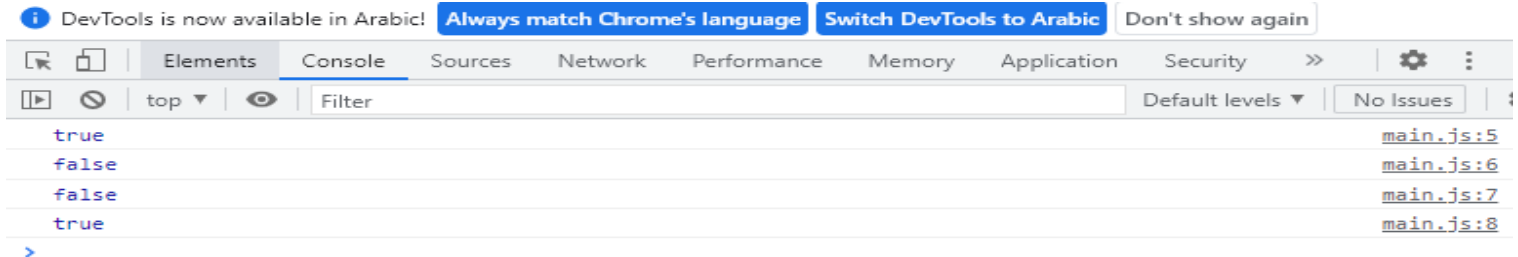 DevTools is now available in Arabic! Always match Chrome's language Switch DevTools to Arabic Don't show again
Elements Console Sources Network Performance Memory Application Security »
top ▼ Filter Default levels ▼ No Issues
true main.js:5
false main.js:6
false main.js:7
true main.js:8
>